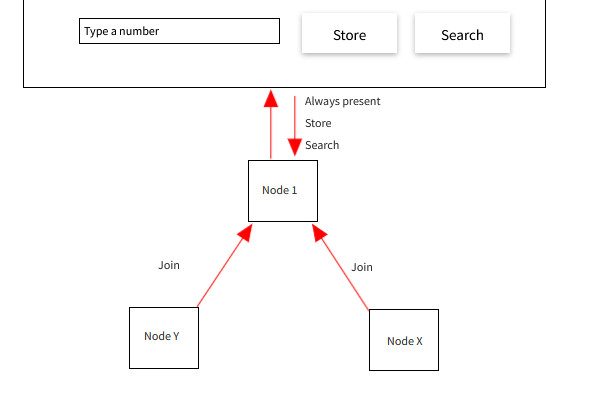 Type a number
Store
Search
Always present
Store
Search
Node 1
Join
Join
Node Y
Node X